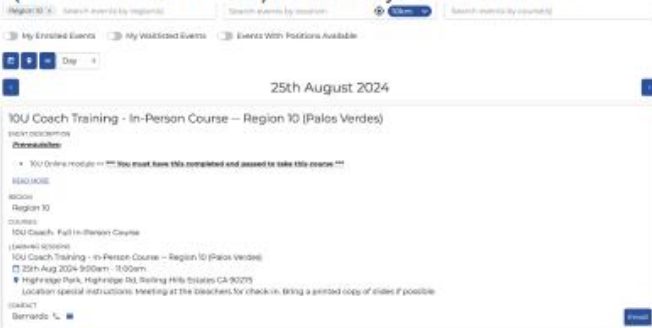 Region 10 × Search events by region(s) Search events by location 10km Search events by course(s)
My Enrolled Events My Waitlisted Events Events With Positions Available
Day
25th August 2024
10U Coach Training - In-Person Course -- Region 10 (Palos Verdes)
EVENT DESCRIPTION
Prerequisites:
• 10U Online module -- *** You must have this completed and passed to take this course ***
READ MORE
REGION
Region 10
COURSES
10U Coach: Full In-Person Course
LEARNING SESSIONS
10U Coach Training - In-Person Course -- Region 10 (Palos Verdes)
25th Aug 2024 9:00am - 11:00am
Highridge Park, Highridge Rd, Rolling Hills Estates CA 90275
Location special instructions: Meeting at the bleachers for check-in. Bring a printed copy of slides if possible.
CONTACT
Bernardo
Enroll